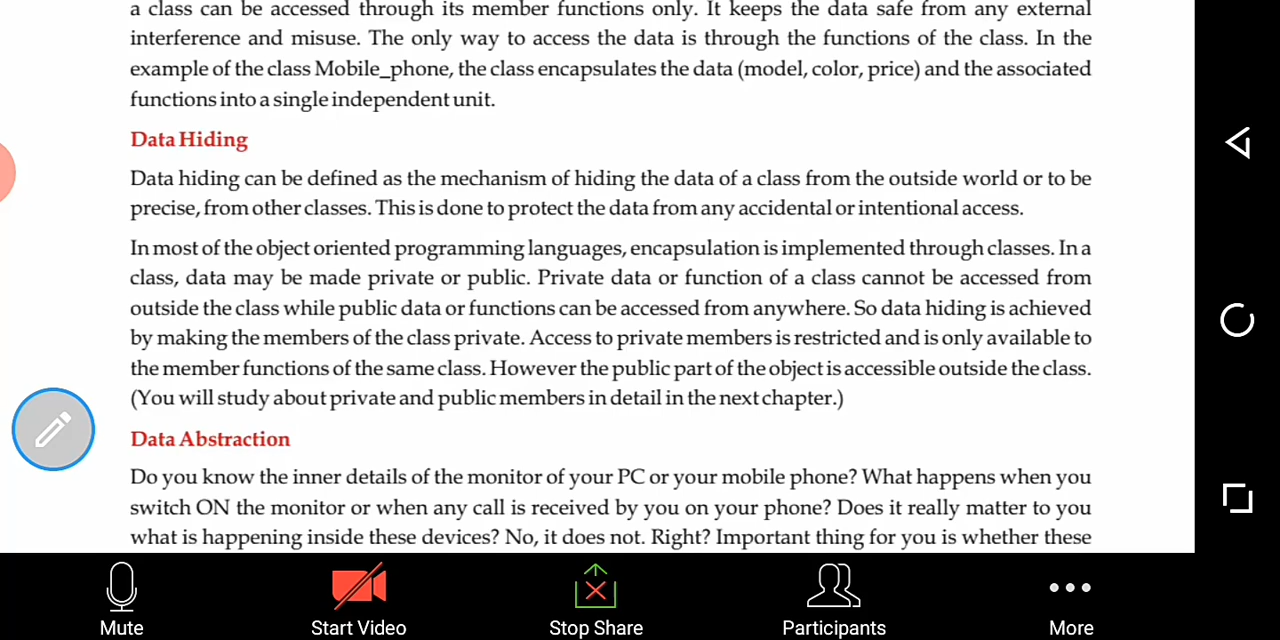 a class can be accessed through its member functions only. It keeps the data safe from any external
interference and misuse. The only way to access the data is through the functions of the class. In the
example of the class Mobile_phone, the class encapsulates the data (model, color, price) and the associated
functions into a single independent unit.
Data Hiding
Data hiding can be defined as the mechanism of hiding the data of a class from the outside world or to be
precise, from other classes. This is done to protect the data from any accidental or intentional access.
In most of the object oriented programming languages, encapsulation is implemented through classes. In a
class, data may be made private or public. Private data or function of a class cannot be accessed from
outside the class while public data or functions can be accessed from anywhere. So data hiding is achieved
by making the members of the class private. Access to private members is restricted and is only available to
the member functions of the same class. However the public part of the object is accessible outside the class.
(You will study about private and public members in detail in the next chapter.)
Data Abstraction
Do you know the inner details of the monitor of your PC or your mobile phone? What happens when you
switch ON the monitor or when any call is received by you on your phone? Does it really matter to you
what is happening inside these devices? No, it does not. Right? Important thing for you is whether these
Mute
Start Video
Stop Share
Participants
More